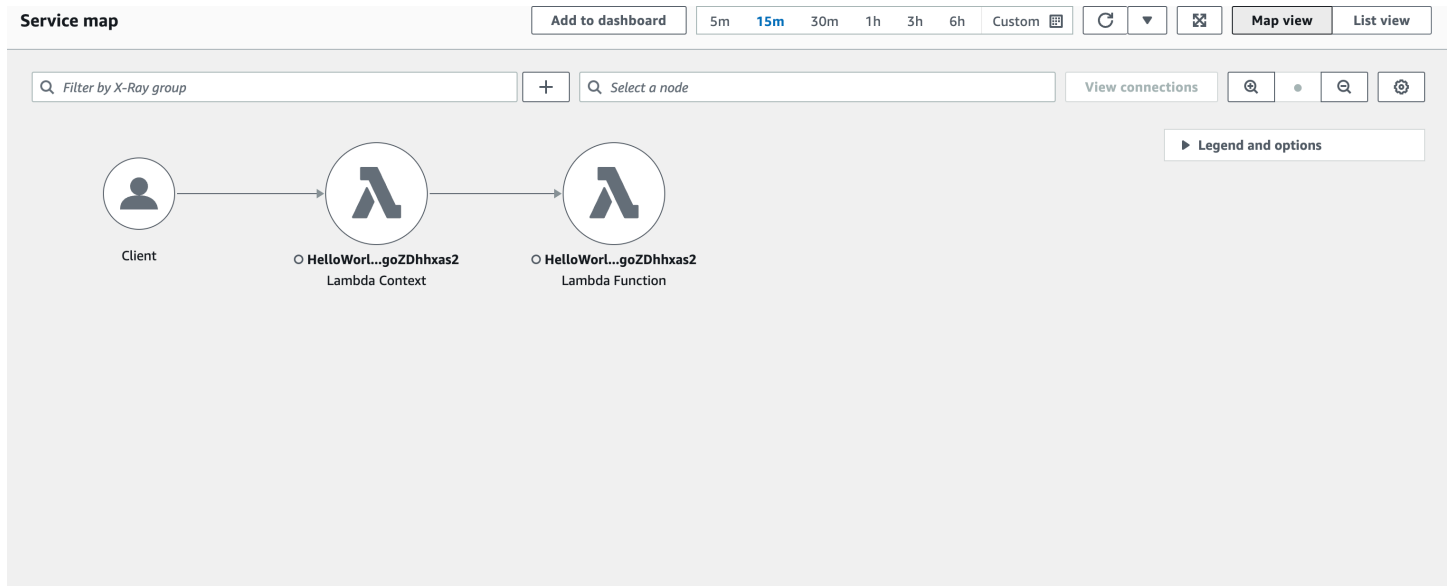 Service map
Add to dashboard
5m 15m 30m 1h 3h 6h Custom
Map view List view
Filter by X-Ray group
Select a node
View connections
Legend and options
Client
HelloWorl...goZDhhxas2
Lambda Context
HelloWorl...goZDhhxas2
Lambda Function